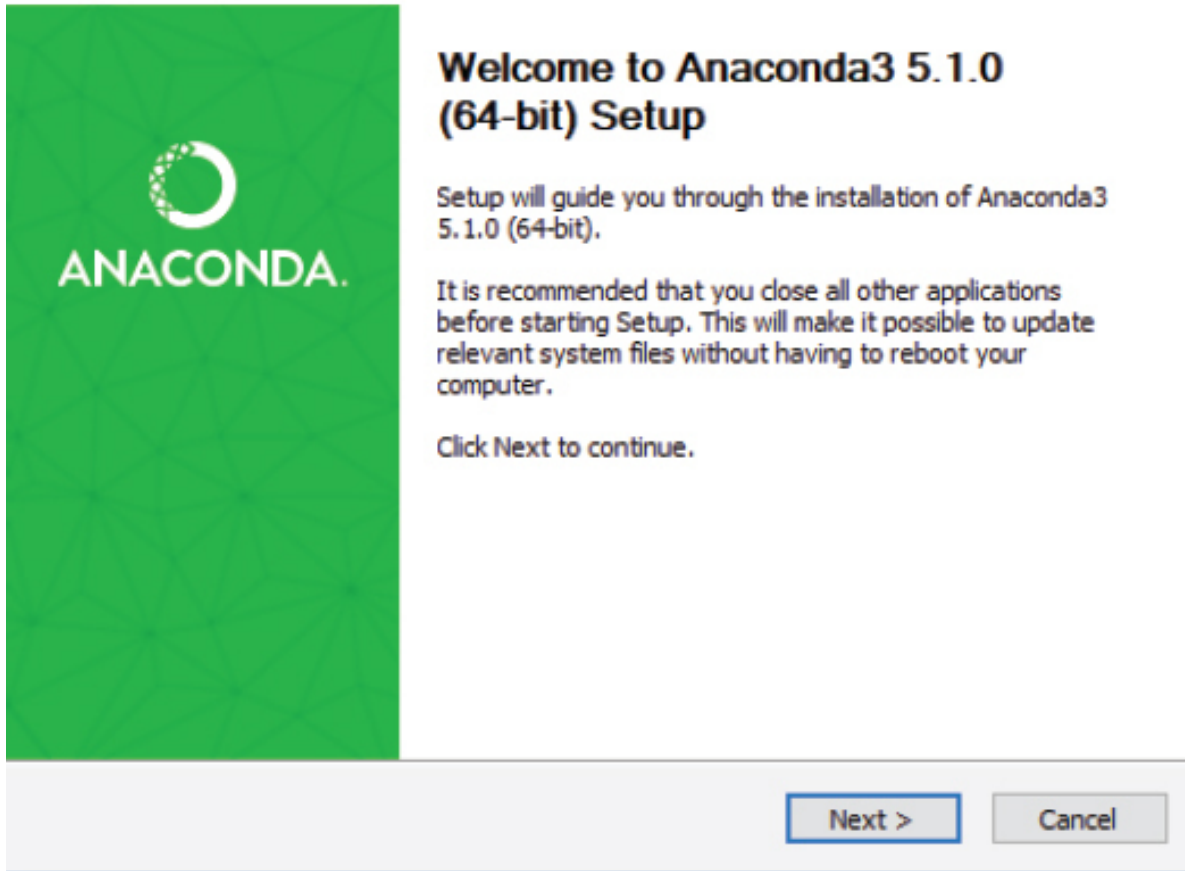 ANACONDA.
Welcome to Anaconda3 5.1.0
(64-bit) Setup
Setup will guide you through the installation of Anaconda3
5.1.0 (64-bit).
It is recommended that you close all other applications
before starting Setup. This will make it possible to update
relevant system files without having to reboot your
computer.
Click Next to continue.
Next >
Cancel